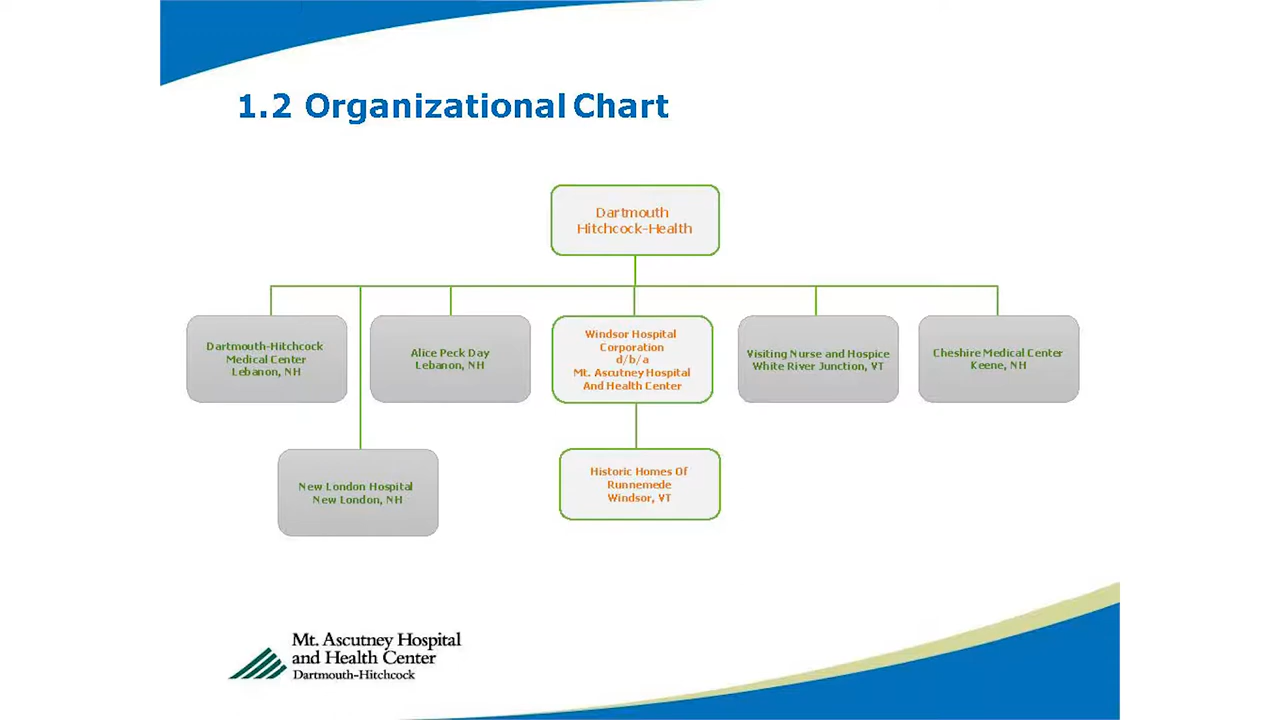 1.2 Organizational Chart
Dartmouth
Hitchcock-Health
Dartmouth-Hitchcock
Medical Center
Lebanon, NH
Alice Peck Day
Lebanon, NH
Windsor Hospital
Corporation
d/b/a
Mt. Ascutney Hospital
And Health Center
Visiting Nurse and Hospice
White River Junction, VT
Cheshire Medical Center
Keene, NH
New London Hospital
New London, NH
Historic Homes Of
Runnemede
Windsor, VT
Mt. Ascutney Hospital
and Health Center
Dartmouth-Hitchcock